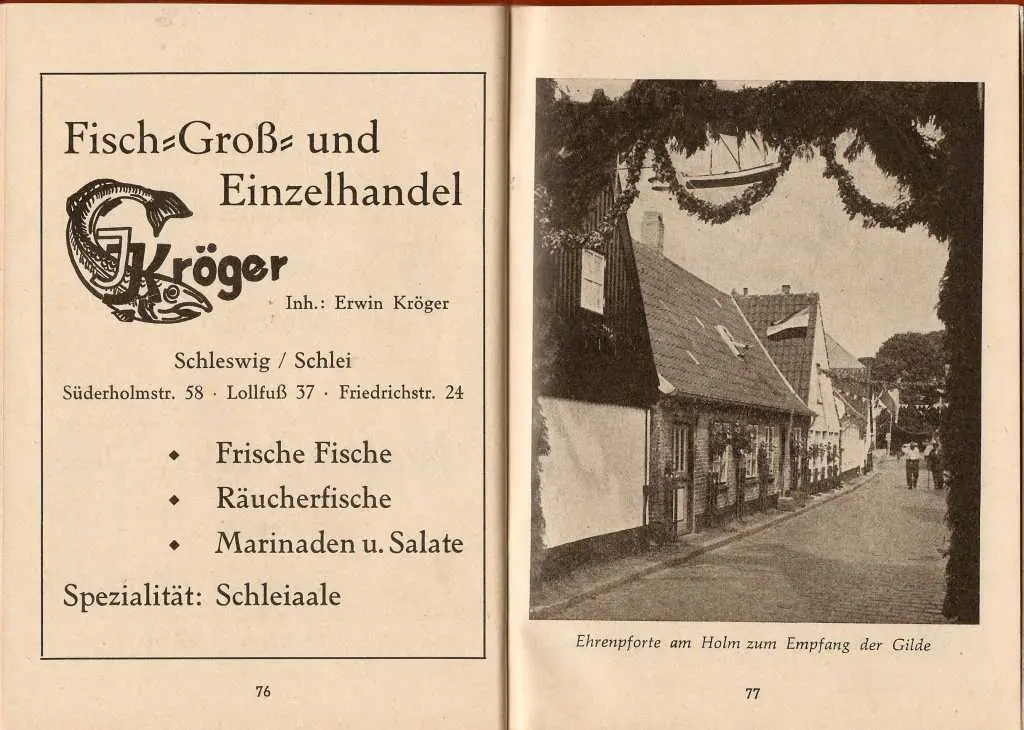 Fisch-Groß- und
Einzelhandel
J Kröger
Inh.: Erwin Kröger
Schleswig / Schlei
Süderholmstr. 58 · Lollfuß 37 · Friedrichstr. 24
Frische Fische
Räucherfische
Marinaden u. Salate
Spezialität: Schleiaale
76
Ehrenpforte am Holm zum Empfang der Gilde
77